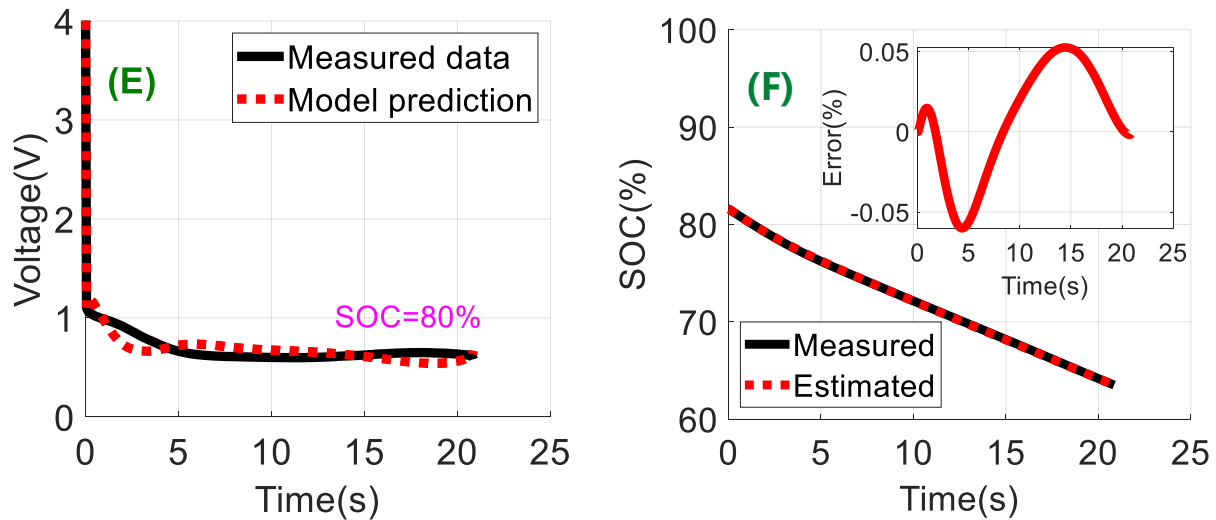 4
3
2
1
0
Voltage(V)
(E)
Measured data
Model prediction
SOC=80%
0 5 10 15 20 25
Time(s)
100
90
80
70
60
SOC(%)
(F)
0.05
0
-0.05
Error(%)
0 5 10 15 20 25
Time(s)
Measured
Estimated
0 5 10 15 20 25
Time(s)